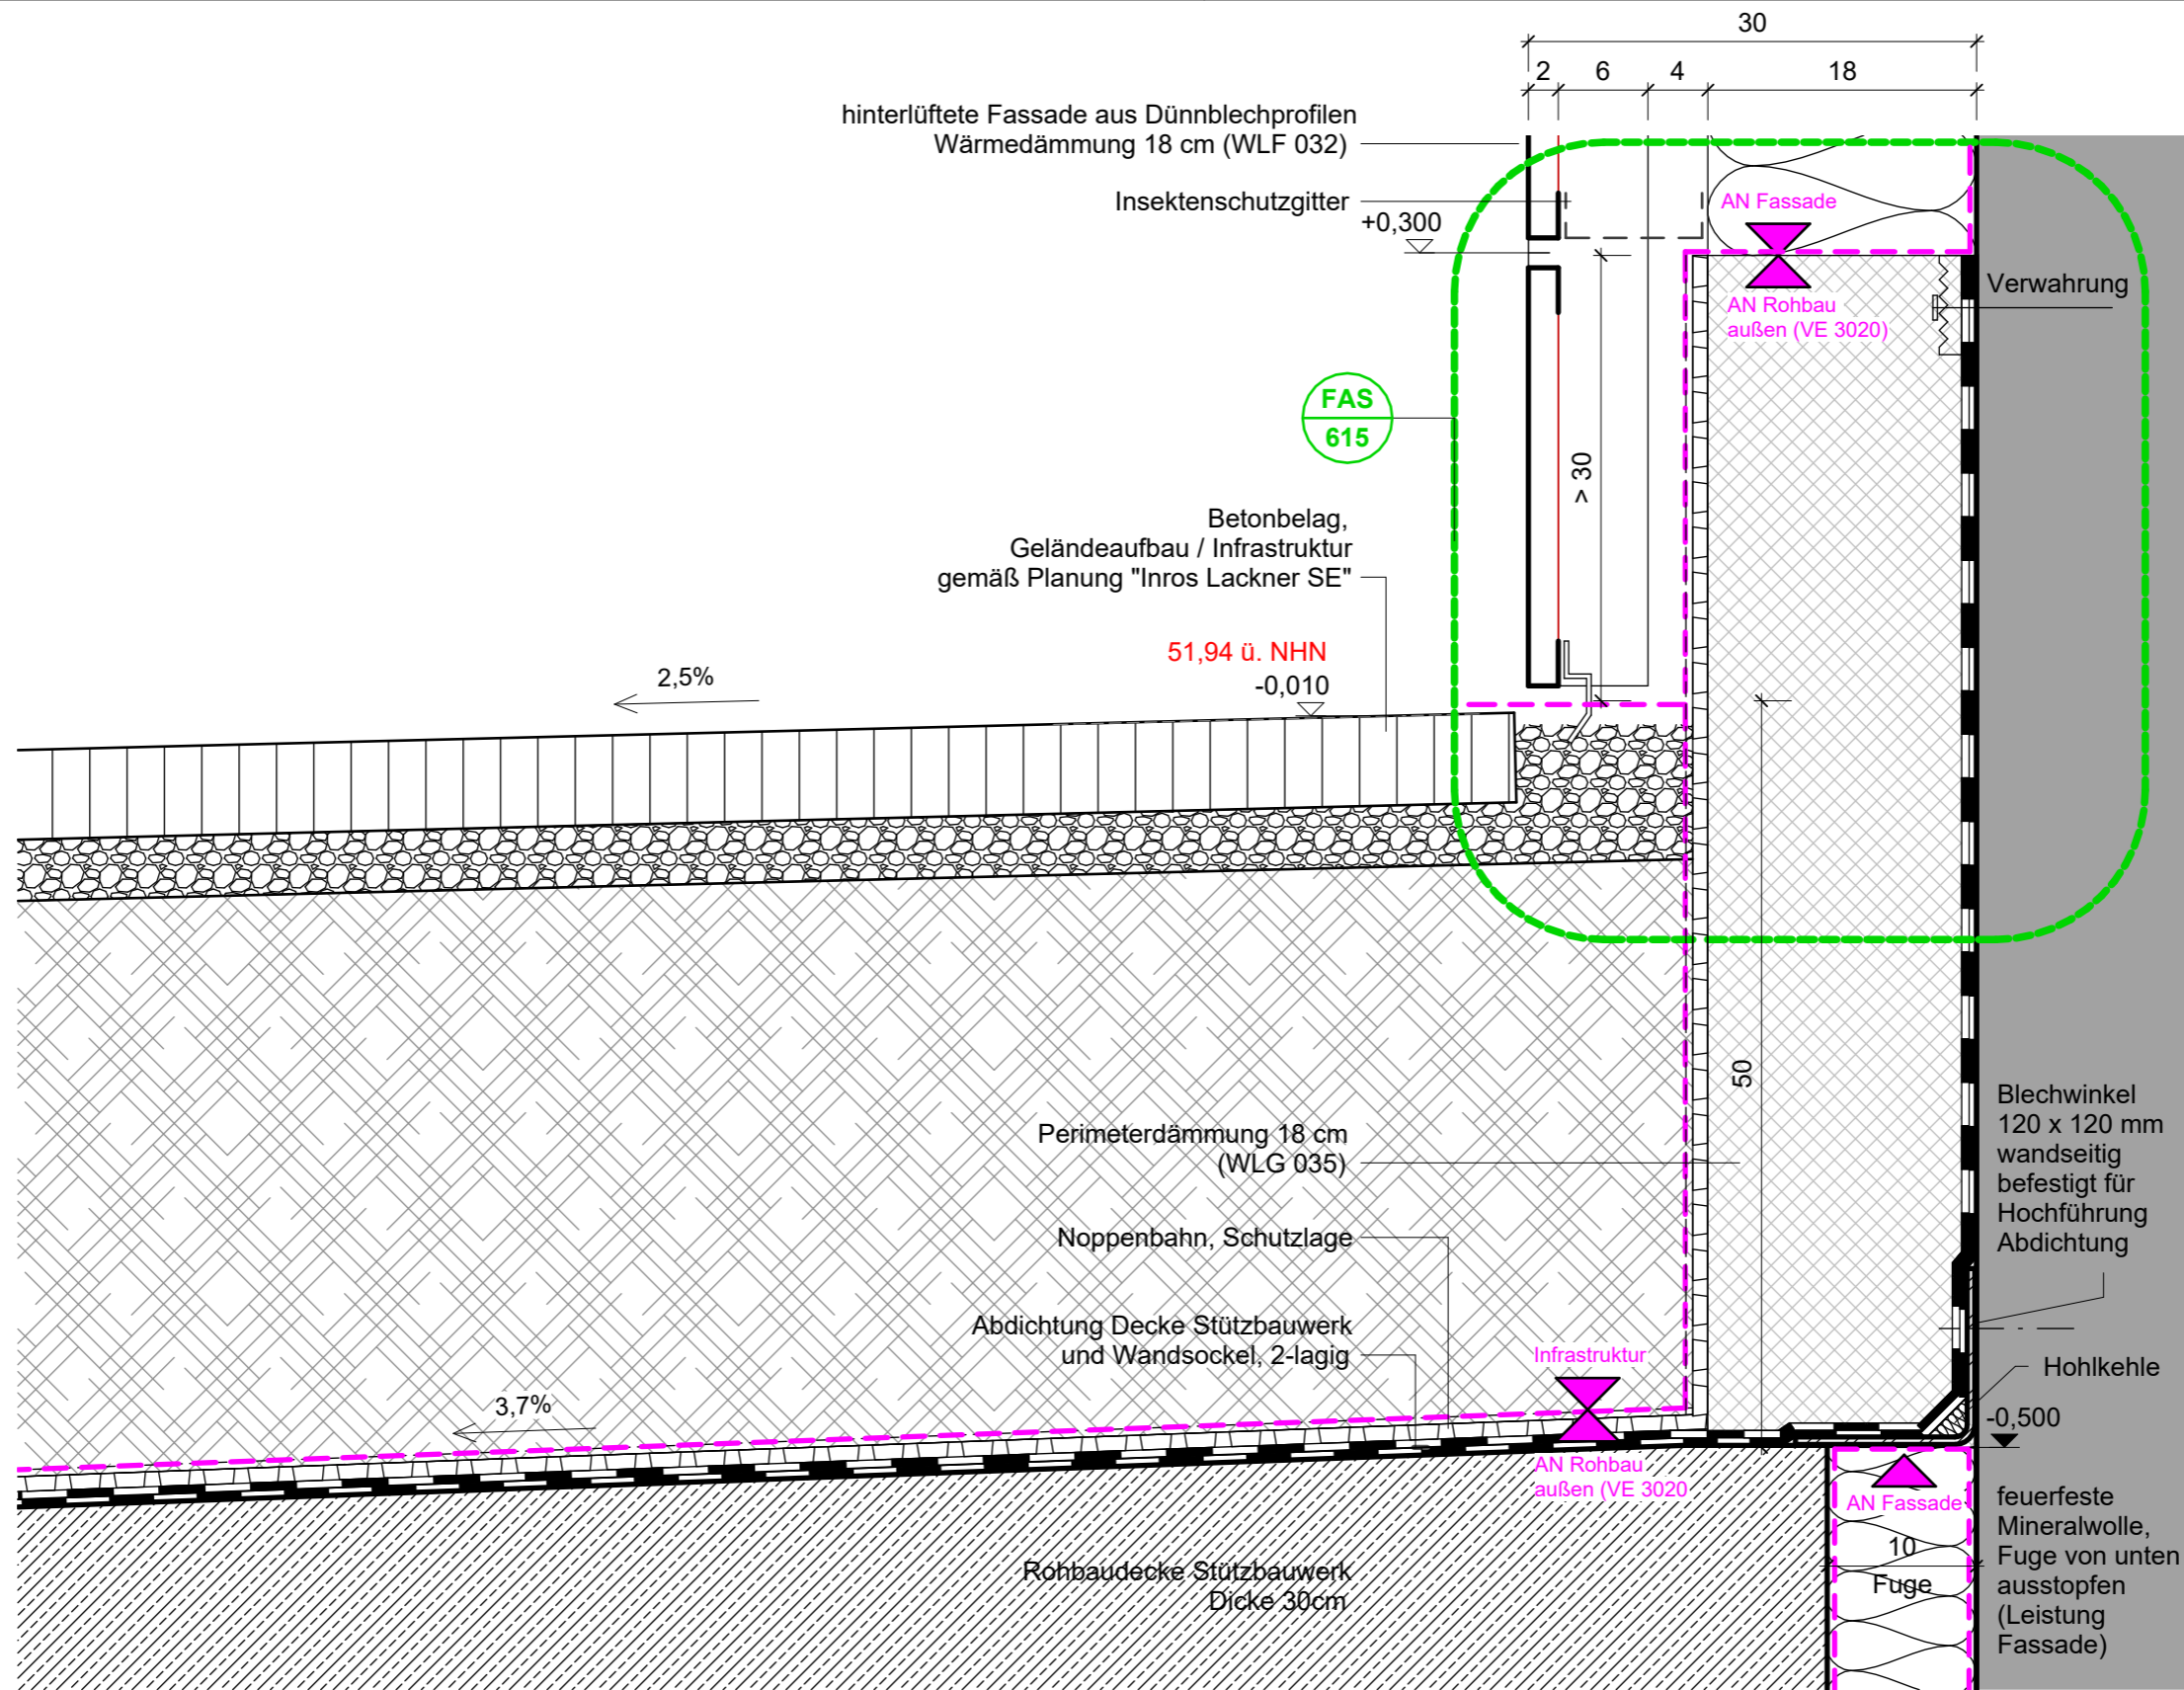 30
2
6
4
18
hinterlüftete Fassade aus Dünnblechprofilen
Wärmedämmung 18 cm (WLF 032)
Insektenschutzgitter
+0,300
AN Fassade
AN Rohbau
außen (VE 3020)
Verwahrung
FAS
615
> 30
Betonbelag,
Geländeaufbau / Infrastruktur
gemäß Planung "Inros Lackner SE"
51,94 ü. NHN
-0,010
2,5%
50
Blechwinkel
120 x 120 mm
wandseitig
befestigt für
Hochführung
Abdichtung
Perimeterdämmung 18 cm
(WLG 035)
Noppenbahn, Schutzlage
Abdichtung Decke Stützbauwerk
und Wandsockel, 2-lagig
Infrastruktur
Hohlkehle
3,7%
-0,500
AN Rohbau
außen (VE 3020
AN Fassade
feuerfeste
Mineralwolle,
Fuge von unten
ausstopfen
(Leistung
Fassade)
10
Fuge
Rohbaudecke Stützbauwerk
Dicke 30cm